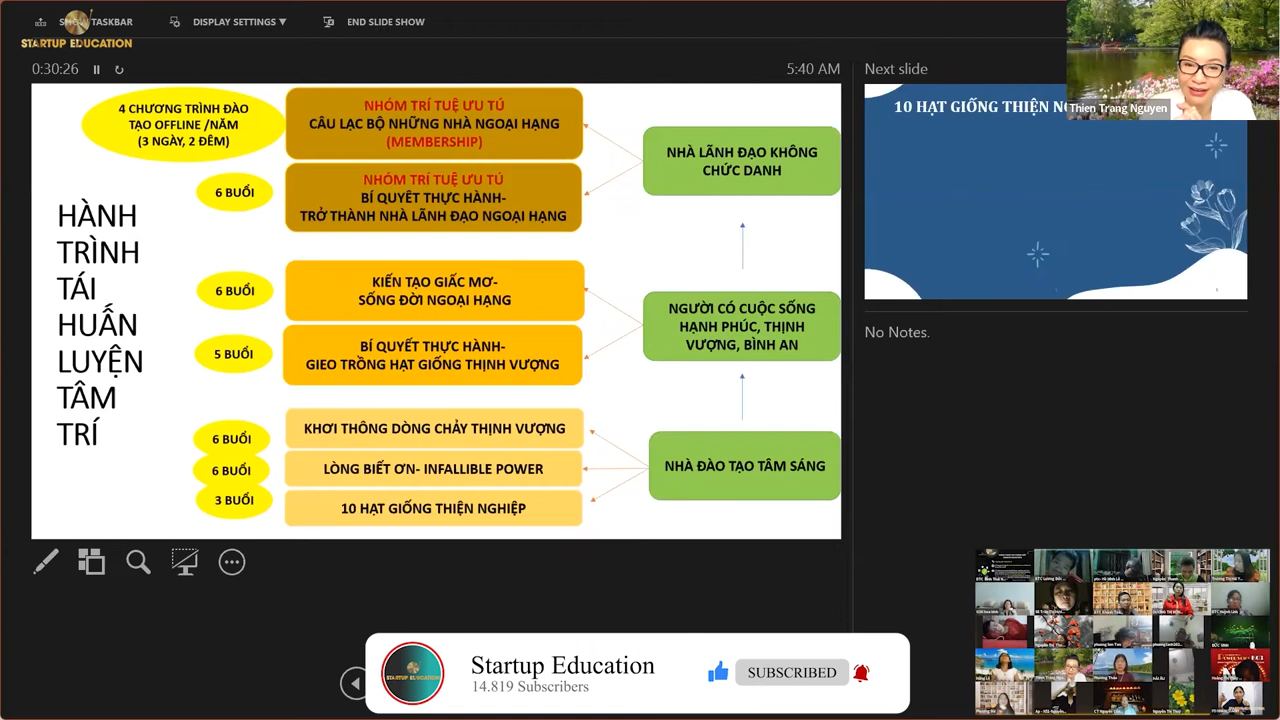 SHOW TASKBAR
DISPLAY SETTINGS ▼
END SLIDE SHOW
STARTUP EDUCATION
0:30:26
5:40 AM
Next slide
4 CHƯƠNG TRÌNH ĐÀO
TẠO OFFLINE /NĂM
(3 NGÀY, 2 ĐÊM)
NHÓM TRÍ TUỆ ƯU TÚ
CÂU LẠC BỘ NHỮNG NHÀ NGOẠI HẠNG
(MEMBERSHIP)
6 BUỔI
NHÓM TRÍ TUỆ ƯU TÚ
BÍ QUYẾT THỰC HÀNH-
TRỞ THÀNH NHÀ LÃNH ĐẠO NGOẠI HẠNG
NHÀ LÃNH ĐẠO KHÔNG
CHỨC DANH
HÀNH
TRÌNH
TÁI
HUẤN
LUYỆN
TÂM
TRÍ
6 BUỔI
KIẾN TẠO GIẤC MƠ-
SỐNG ĐỜI NGOẠI HẠNG
5 BUỔI
BÍ QUYẾT THỰC HÀNH-
GIEO TRỒNG HẠT GIỐNG THỊNH VƯỢNG
NGƯỜI CÓ CUỘC SỐNG
HẠNH PHÚC, THỊNH
VƯỢNG, BÌNH AN
6 BUỔI
KHƠI THÔNG DÒNG CHẢY THỊNH VƯỢNG
6 BUỔI
LÒNG BIẾT ƠN- INFALLIBLE POWER
3 BUỔI
10 HẠT GIỐNG THIỆN NGHIỆP
NHÀ ĐÀO TẠO TÂM SÁNG
10 HẠT GIỐNG THIỆN
Thien Trang Nguyen
No Notes.
STARTUP EDUCATION
Startup Education
14.819 Subscribers
SUBSCRIBED